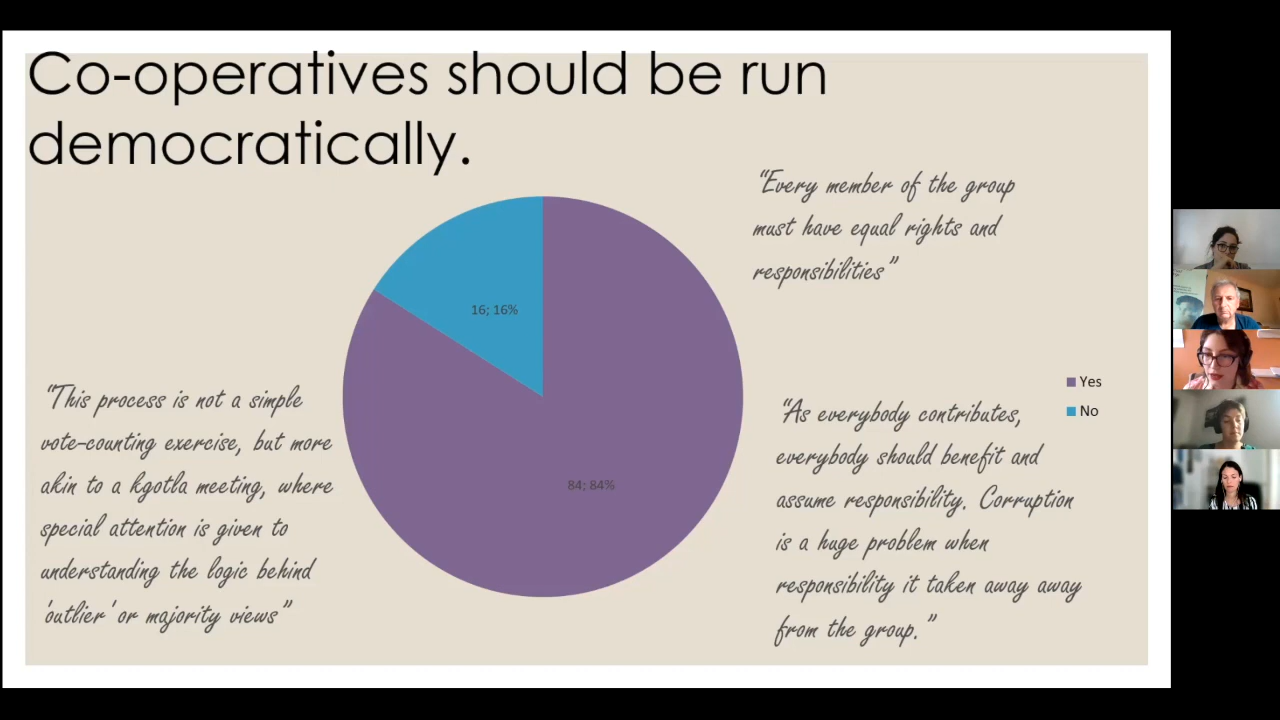 Co-operatives should be run
democratically.
"Every member of the group
must have equal rights and
responsibilities"
16; 16%
84; 84%
Yes
No
"This process is not a simple
vote-counting exercise, but more
akin to a kgotla meeting, where
special attention is given to
understanding the logic behind
'outlier' or majority views"
"As everybody contributes,
everybody should benefit and
assume responsibility. Corruption
is a huge problem when
responsibility it taken away away
from the group."